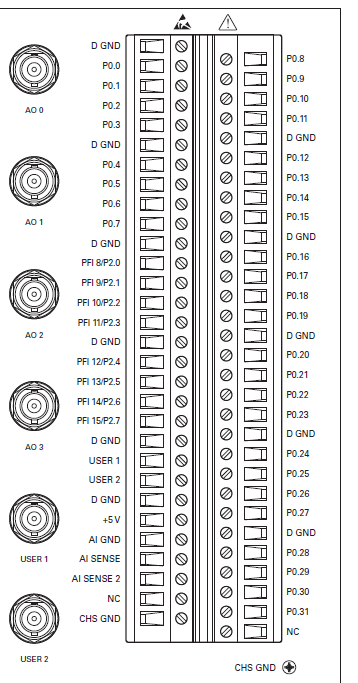 AO 0
AO 1
AO 2
AO 3
USER 1
USER 2
D GND
P0.0
P0.1
P0.2
P0.3
D GND
P0.4
P0.5
P0.6
P0.7
D GND
PFI 8/P2.0
PFI 9/P2.1
PFI 10/P2.2
PFI 11/P2.3
D GND
PFI 12/P2.4
PFI 13/P2.5
PFI 14/P2.6
PFI 15/P2.7
D GND
USER 1
USER 2
D GND
+5 V
AI GND
AI SENSE
AI SENSE 2
NC
CHS GND
P0.8
P0.9
P0.10
P0.11
D GND
P0.12
P0.13
P0.14
P0.15
D GND
P0.16
P0.17
P0.18
P0.19
D GND
P0.20
P0.21
P0.22
P0.23
D GND
P0.24
P0.25
P0.26
P0.27
D GND
P0.28
P0.29
P0.30
P0.31
NC
CHS GND